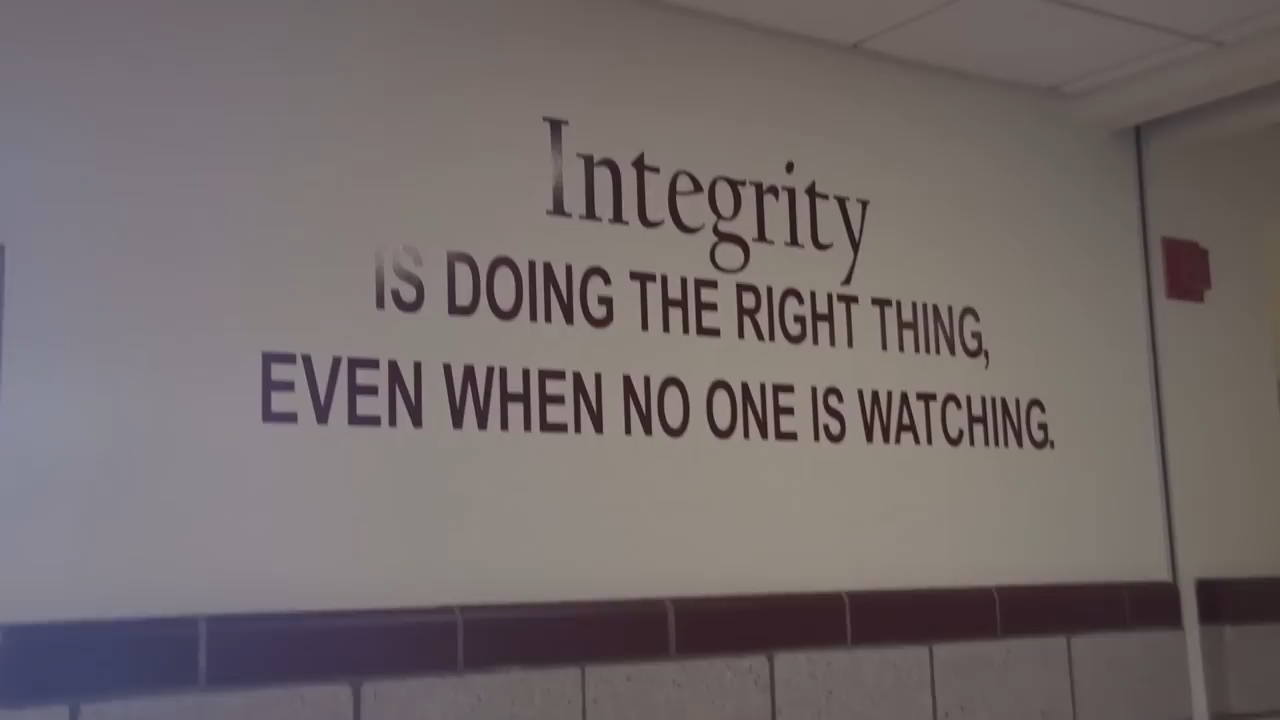 Integrity
IS DOING THE RIGHT THING,
EVEN WHEN NO ONE IS WATCHING.